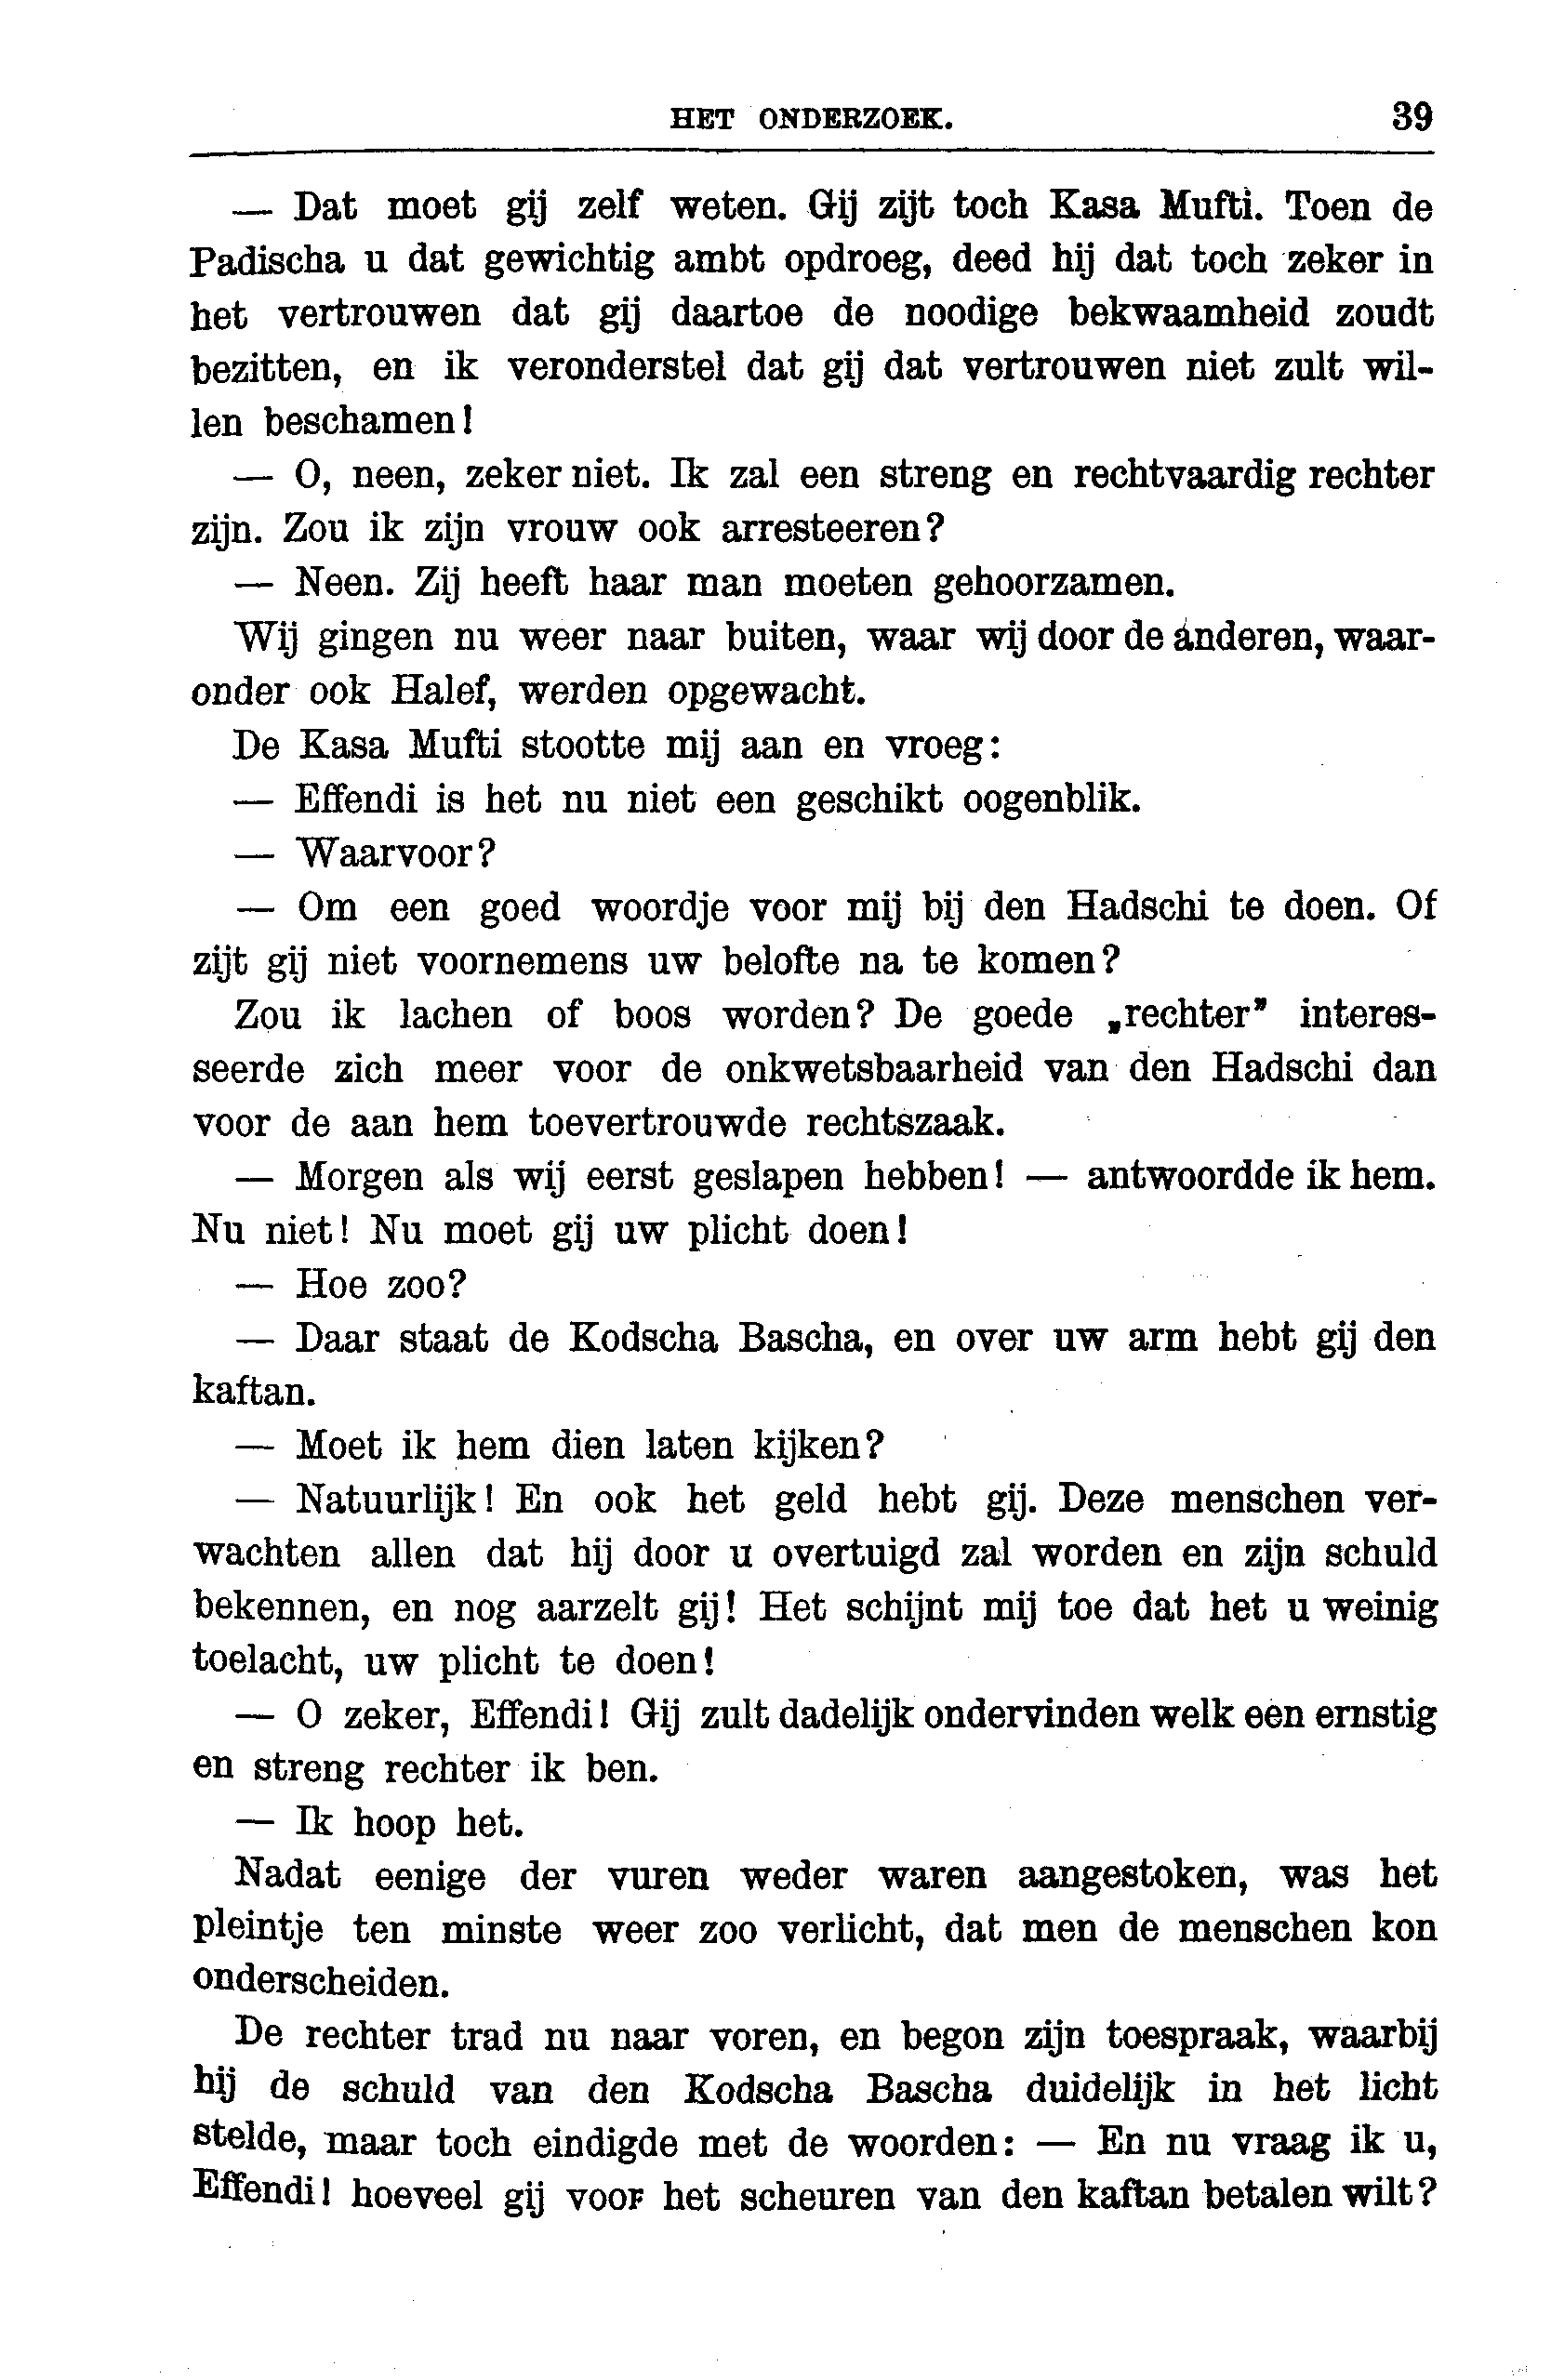 HET ONDERZOEK. 39
— Dat moet gij zelf weten. Gij zijt toch Kasa Mufti. Toen de
Padischa u dat gewichtig ambt opdroeg, deed hij dat toch zeker in
het vertrouwen dat gij daartoe de noodige bekwaamheid zoudt
bezitten, en ik veronderstel dat gij dat vertrouwen niet zult wil-
len beschamen!
— O, neen, zeker niet. Ik zal een streng en rechtvaardig rechter
zijn. Zou ik zijn vrouw ook arresteeren?
— Neen. Zij heeft haar man moeten gehoorzamen.
Wij gingen nu weer naar buiten, waar wij door de ànderen, waar-
onder ook Halef, werden opgewacht.
De Kasa Mufti stootte mij aan en vroeg:
— Effendi is het nu niet een geschikt oogenblik.
— Waarvoor?
— Om een goed woordje voor mij bij den Hadschi te doen. Of
zijt gij niet voornemens uw belofte na te komen?
Zou ik lachen of boos worden? De goede „rechter” interes-
seerde zich meer voor de onkwetsbaarheid van den Hadschi dan
voor de aan hem toevertrouwde rechtszaak.
— Morgen als wij eerst geslapen hebben! — antwoordde ik hem.
Nu niet! Nu moet gij uw plicht doen!
— Hoe zoo?
— Daar staat de Kodscha Bascha, en over uw arm hebt gij den
kaftan.
— Moet ik hem dien laten kijken?
— Natuurlijk! En ook het geld hebt gij. Deze menschen ver-
wachten allen dat hij door u overtuigd zal worden en zijn schuld
bekennen, en nog aarzelt gij! Het schijnt mij toe dat het u weinig
toelacht, uw plicht te doen!
— O zeker, Effendi! Gij zult dadelijk ondervinden welk een ernstig
en streng rechter ik ben.
— Ik hoop het.
Nadat eenige der vuren weder waren aangestoken, was het
pleintje ten minste weer zoo verlicht, dat men de menschen kon
onderscheiden.
De rechter trad nu naar voren, en begon zijn toespraak, waarbij
hij de schuld van den Kodscha Bascha duidelijk in het licht
stelde, maar toch eindigde met de woorden: — En nu vraag ik u,
Effendi! hoeveel gij voor het scheuren van den kaftan betalen wilt?